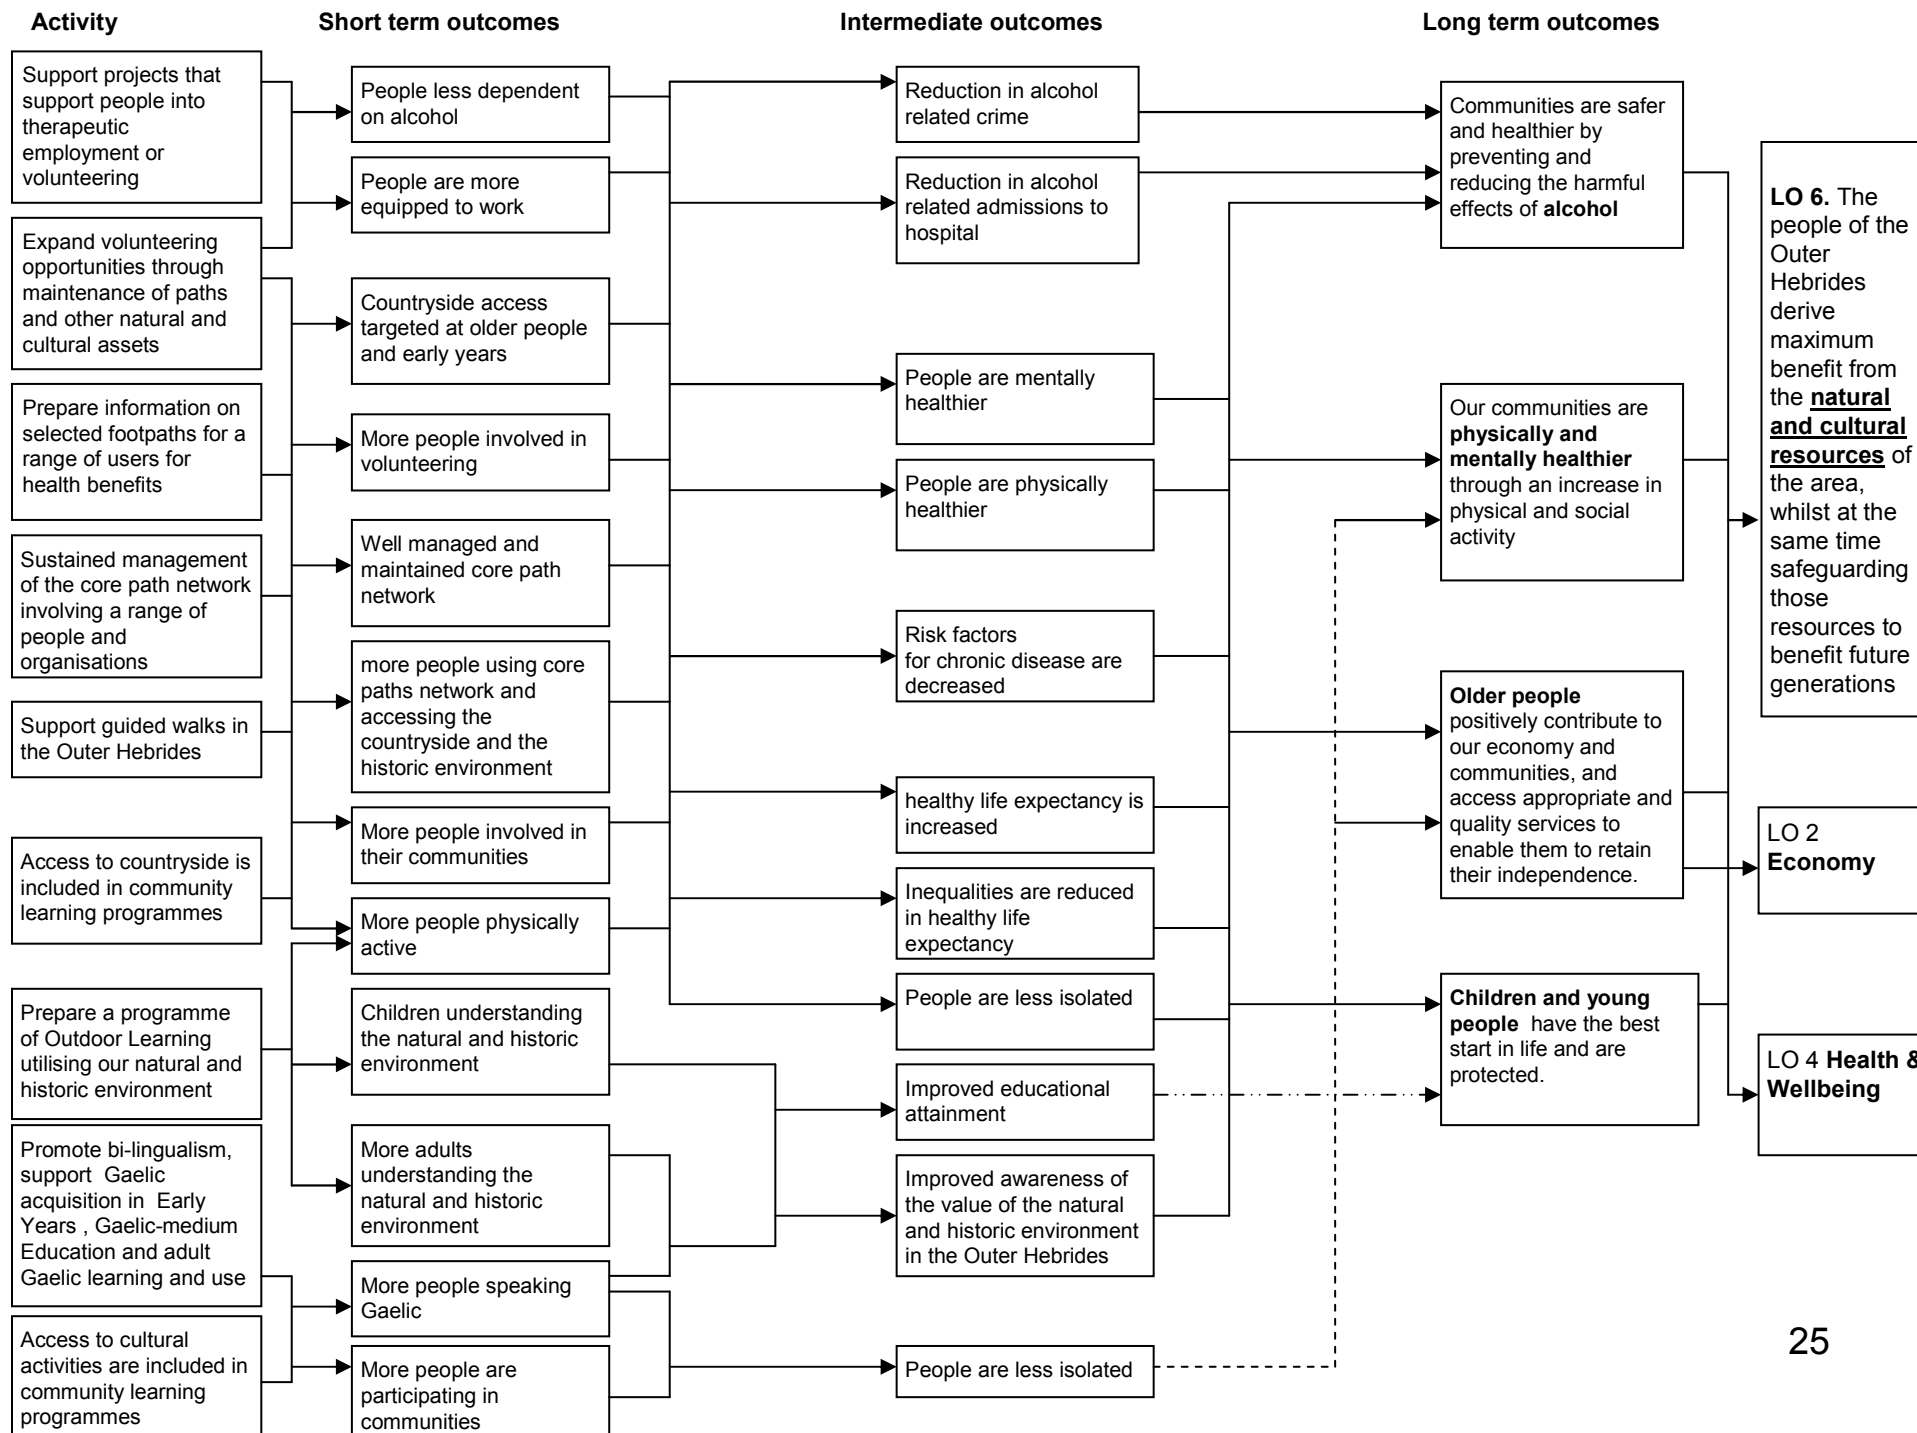 Activity
Short term outcomes
Intermediate outcomes
Long term outcomes
Support projects that
support people into
therapeutic
employment or
volunteering
Expand volunteering
opportunities through
maintenance of paths
and other natural and
cultural assets
Prepare information on
selected footpaths for a
range of users for
health benefits
Sustained management
of the core path network
involving a range of
people and
organisations
Support guided walks in
the Outer Hebrides
Access to countryside is
included in community
learning programmes
Prepare a programme
of Outdoor Learning
utilising our natural and
historic environment
Promote bi-lingualism,
support Gaelic
acquisition in Early
Years , Gaelic-medium
Education and adult
Gaelic learning and use
Access to cultural
activities are included in
community learning
programmes
People less dependent
on alcohol
People are more
equipped to work
Countryside access
targeted at older people
and early years
More people involved in
volunteering
Well managed and
maintained core path
network
more people using core
paths network and
accessing the
countryside and the
historic environment
More people involved in
their communities
More people physically
active
Children understanding
the natural and historic
environment
More adults
understanding the
natural and historic
environment
More people speaking
Gaelic
More people are
participating in
communities
Reduction in alcohol
related crime
Reduction in alcohol
related admissions to
hospital
People are mentally
healthier
People are physically
healthier
Risk factors
for chronic disease are
decreased
healthy life expectancy is
increased
Inequalities are reduced
in healthy life
expectancy
People are less isolated
Improved educational
attainment
Improved awareness of
the value of the natural
and historic environment
in the Outer Hebrides
People are less isolated
Communities are safer
and healthier by
preventing and
reducing the harmful
effects of alcohol
Our communities are
physically and
mentally healthier
through an increase in
physical and social
activity
Older people
positively contribute to
our economy and
communities, and
access appropriate and
quality services to
enable them to retain
their independence.
Children and young
people have the best
start in life and are
protected.
LO 6. The
people of the
Outer
Hebrides
derive
maximum
benefit from
the natural
and cultural
resources of
the area,
whilst at the
same time
safeguarding
those
resources to
benefit future
generations
LO 2
Economy
LO 4 Health &
Wellbeing
25